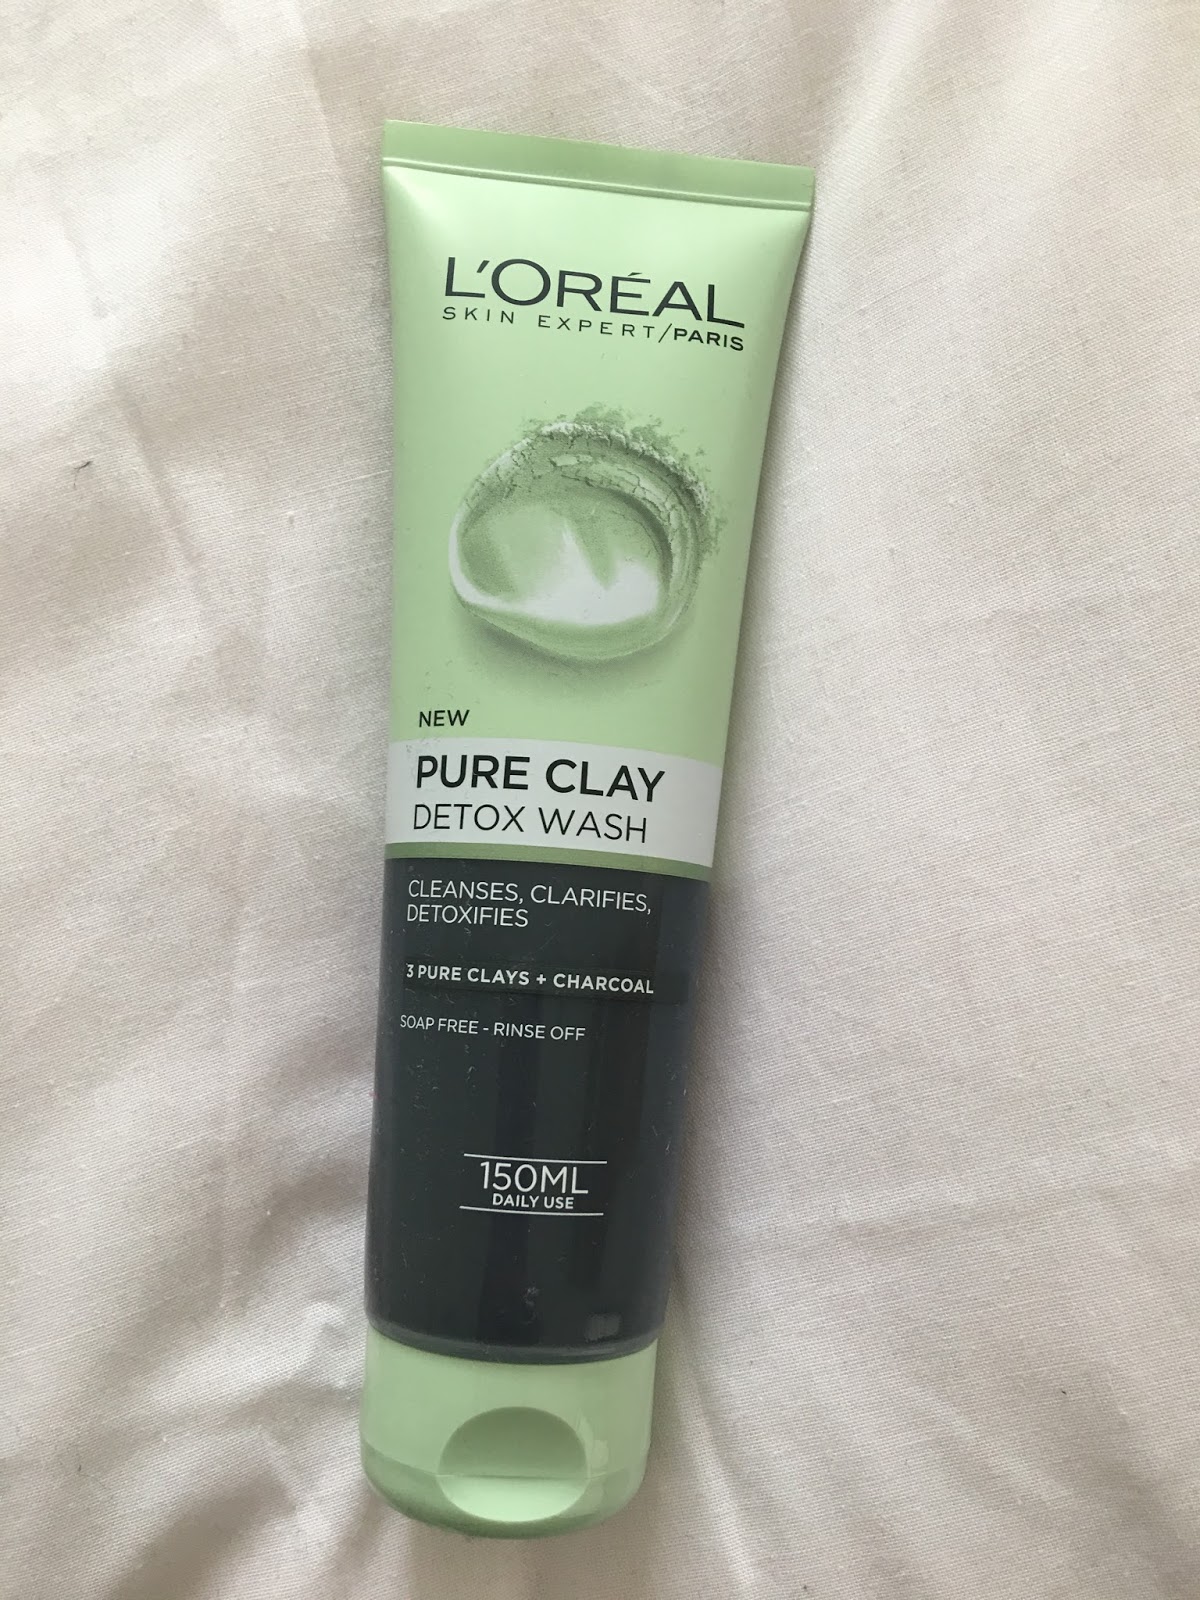 L'ORÉAL
SKIN EXPERT/PARIS
NEW
PURE CLAY
DETOX WASH
CLEANSES, CLARIFIES,
DETOXIFIES
3 PURE CLAYS + CHARCOAL
SOAP FREE - RINSE OFF
150ML
DAILY USE